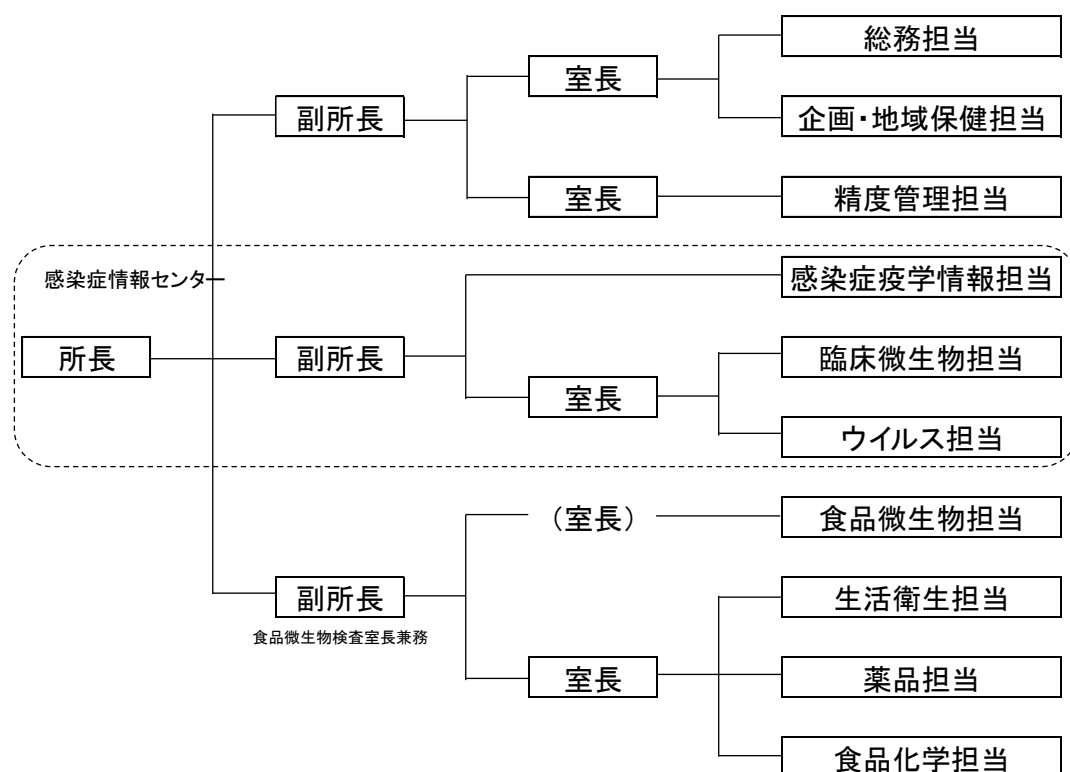 総務担当
室長
副所長
企画・地域保健担当
室長
精度管理担当
感染症情報センター
感染症疫学情報担当
所長
副所長
臨床微生物担当
室長
ウイルス担当
(室長)
食品微生物担当
副所長
生活衛生担当
食品微生物検査室長兼務
室長
薬品担当
食品化学担当